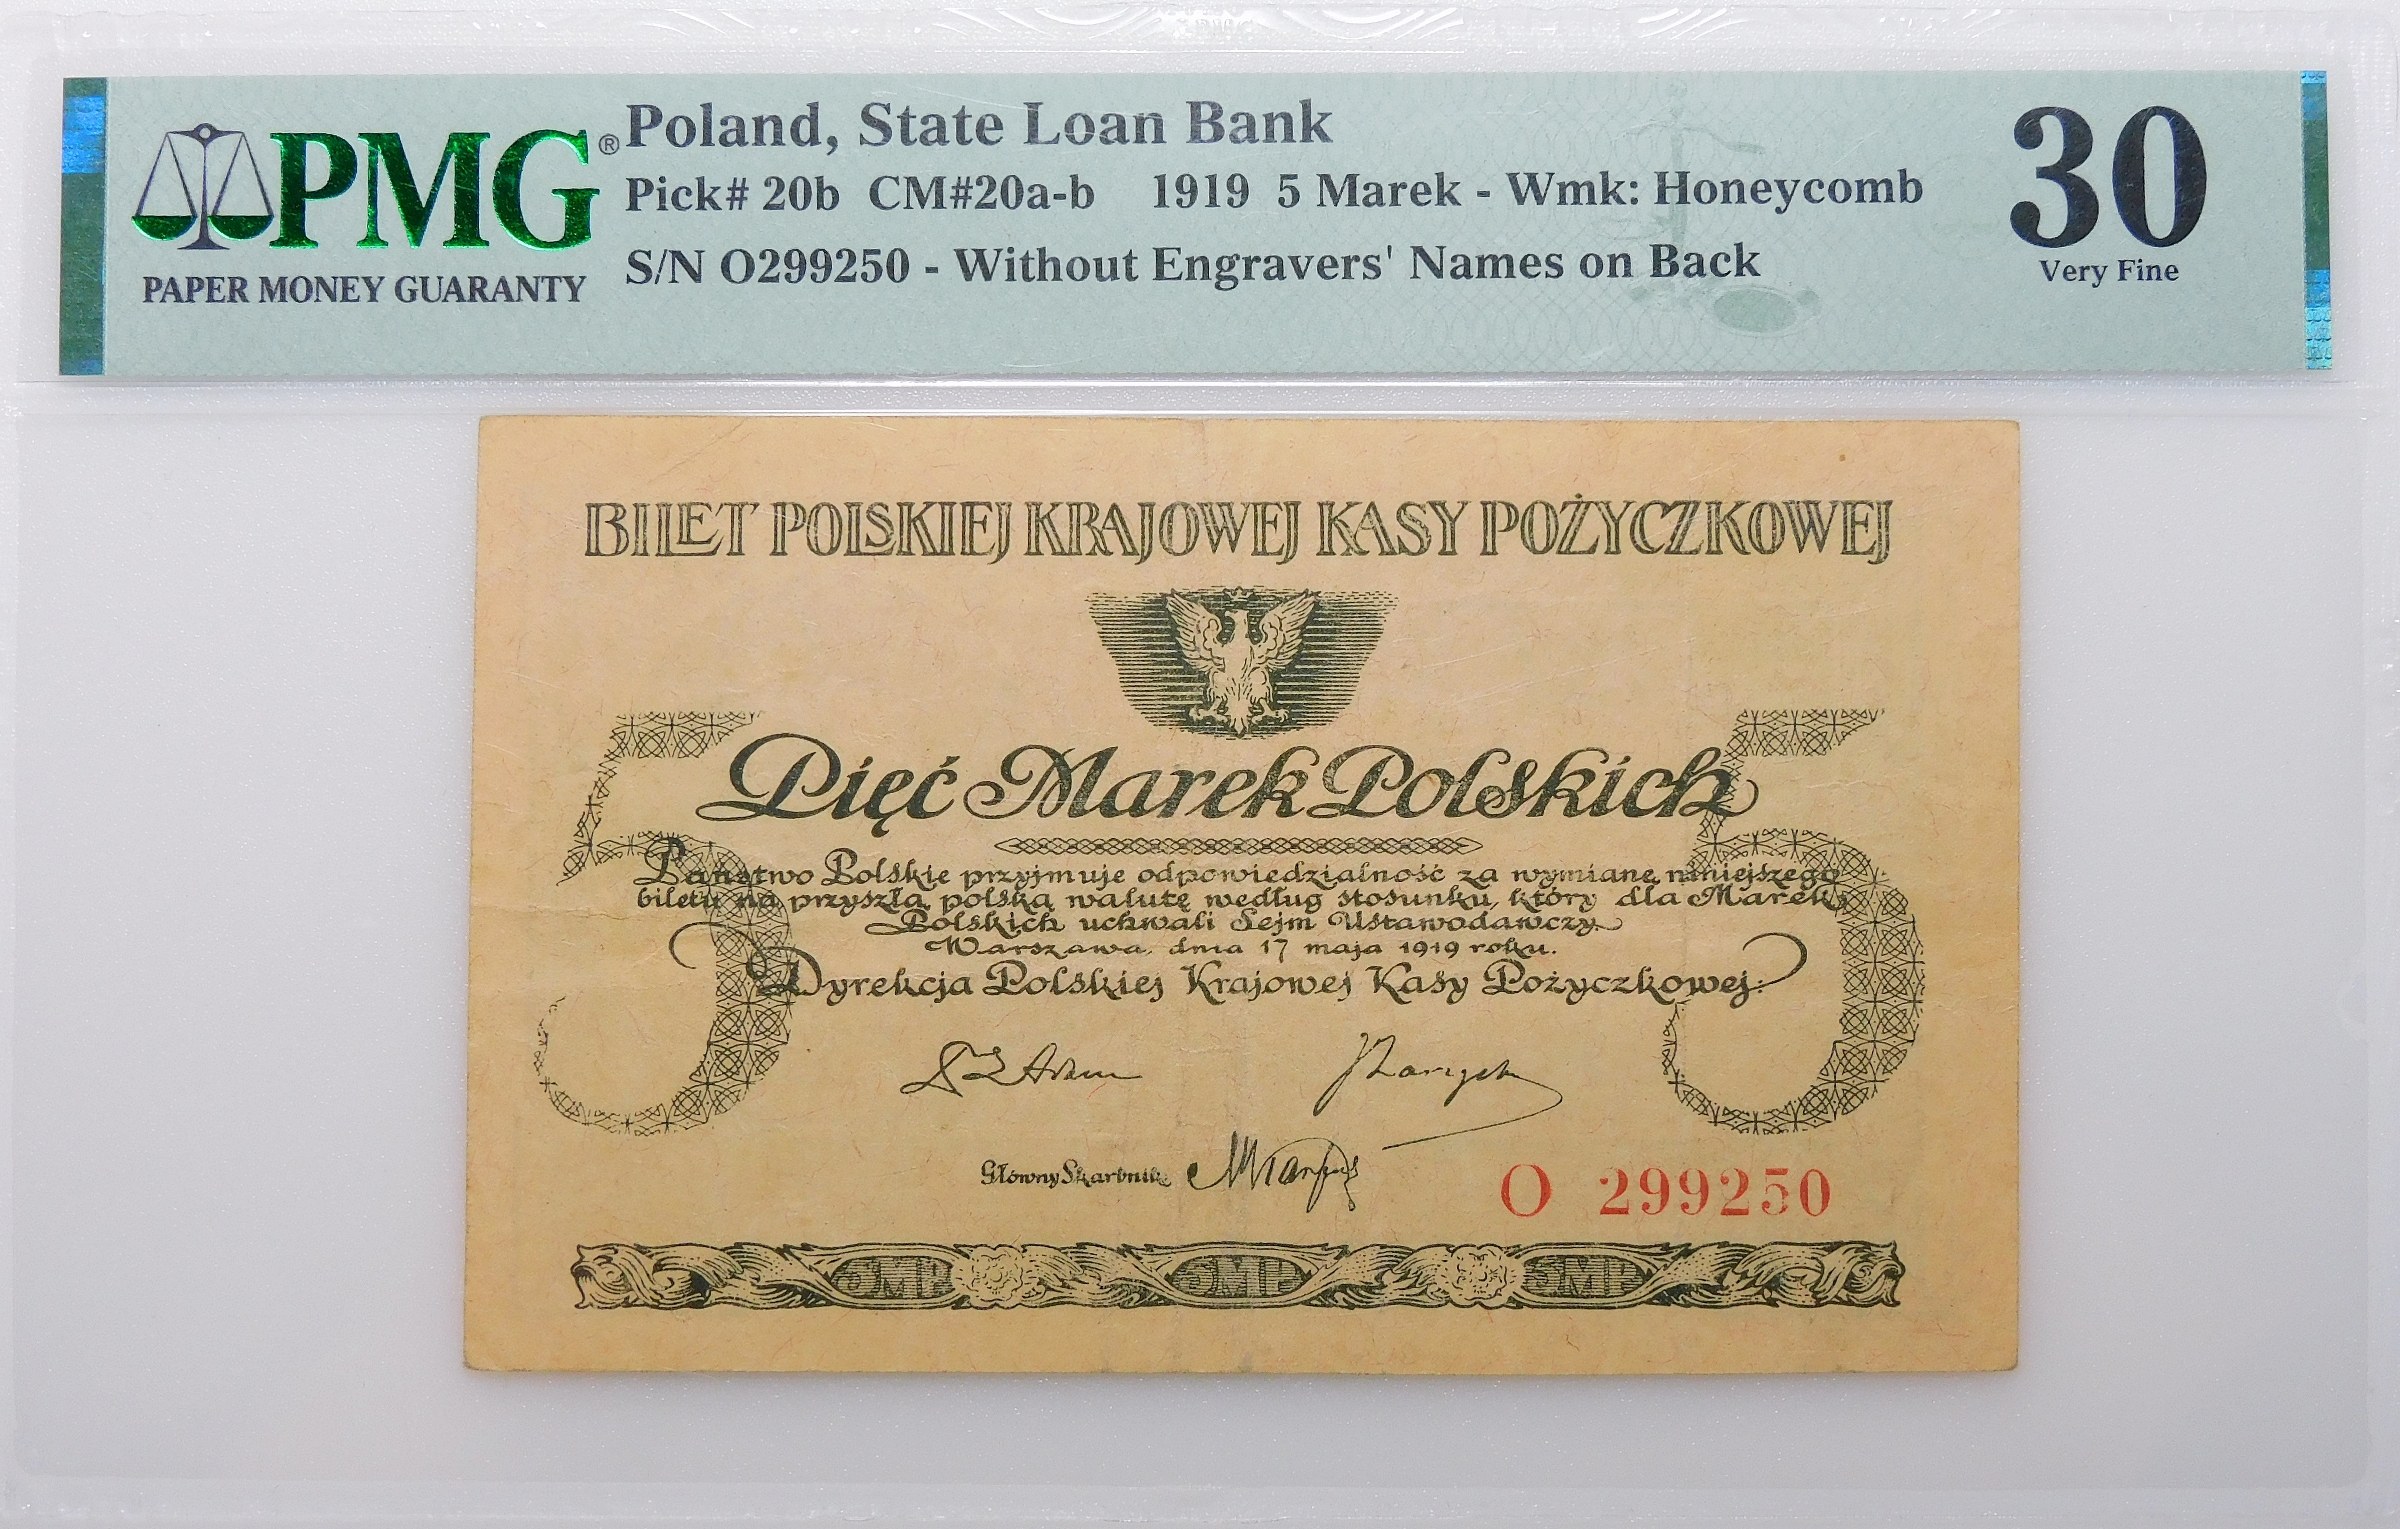 PMG®
PAPER MONEY GUARANTY
Poland, State Loan Bank
Pick# 20b CM#20a-b 1919 5 Marek - Wmk: Honeycomb
S/N O299250 - Without Engravers' Names on Back
30
Very Fine
BILET POLSKIEJ KRAJOWEJ KASY POŻYCZKOWEJ
5 5
Pięć Marek Polskich
Państwo Polskie przyjmuje odpowiedzialność za wymianę niniejszego
biletu na przyszłą polską walutę według stosunku, który dla Marek
Polskich uchwali Sejm Ustawodawczy.
Warszawa, dnia 17 maja 1919 roku.
Dyrekcja Polskiej Krajowej Kasy Pożyczkowej:
Główny Skarbnik
O 299250
5MP 5MP 5MP